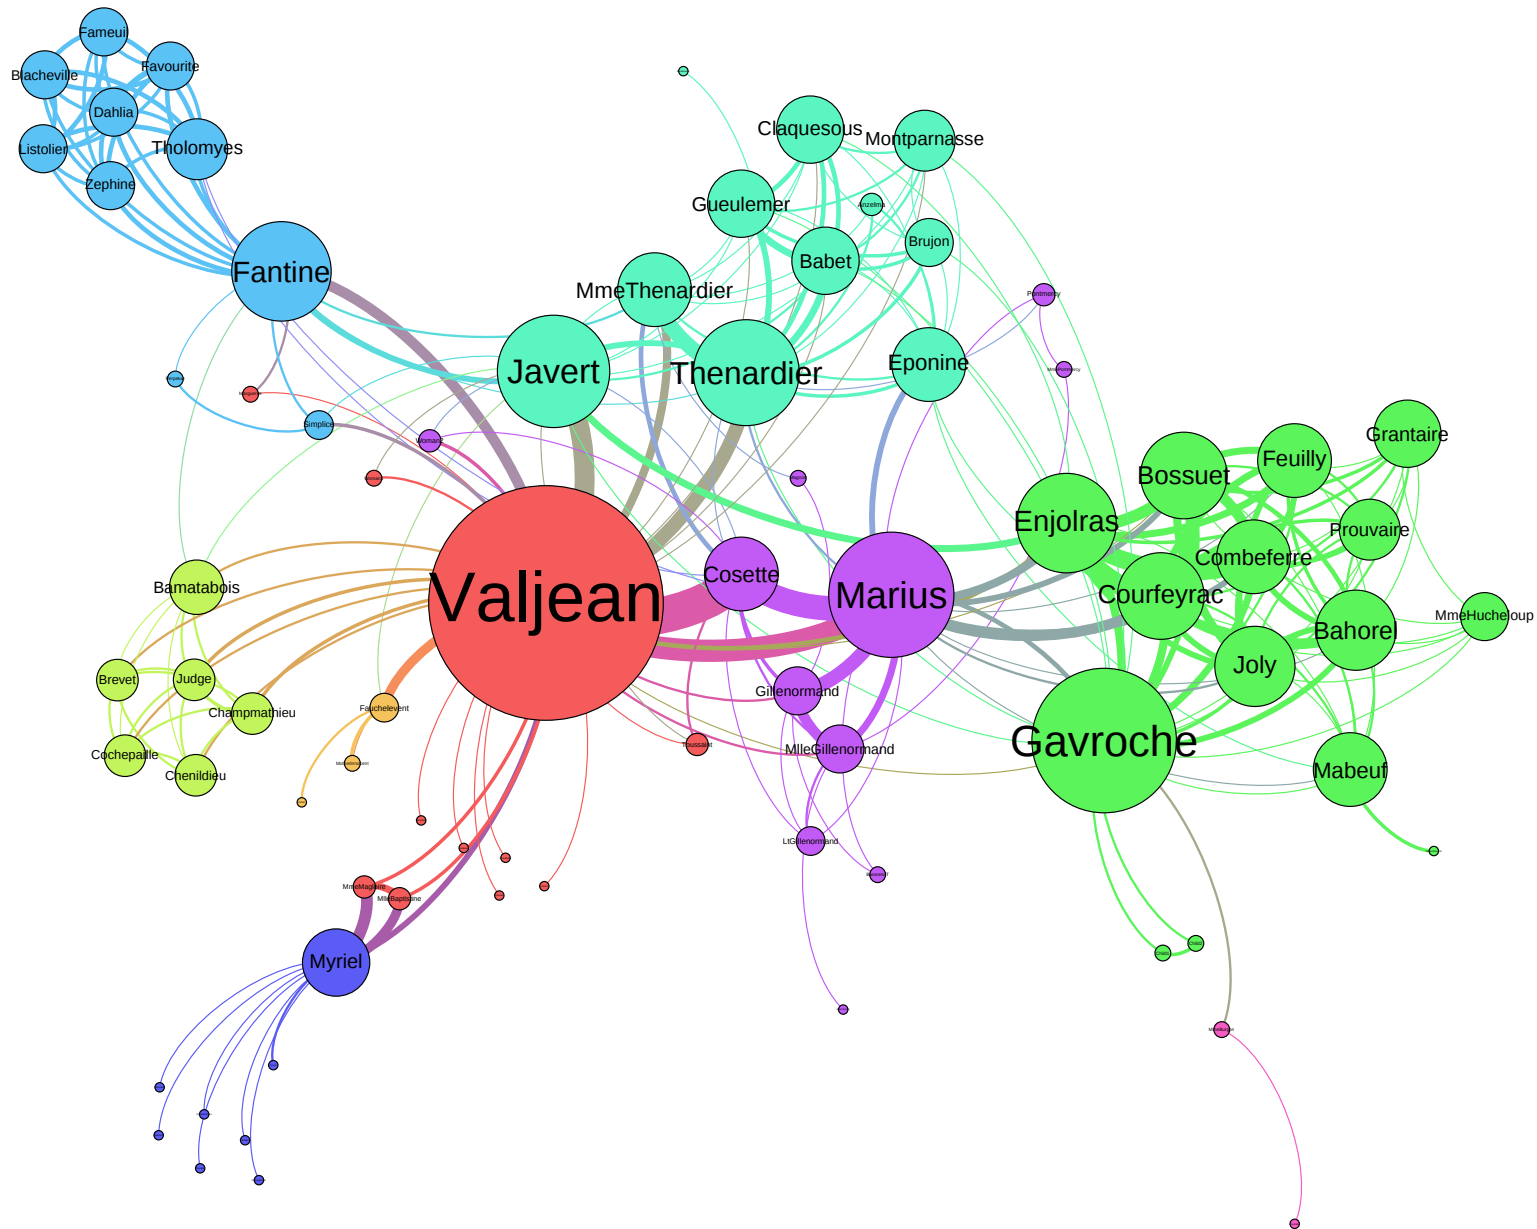 Fameuil
Favourite
Blacheville
Dahlia
Listolier
Tholomyes
Zephine
Fantine
Claquesous
Montparnasse
Gueulemer
Anzelma
Brujon
Babet
MmeThenardier
Pontmercy
Javert
Thenardier
Eponine
Simplice
Woman2
Grantaire
Bossuet
Feuilly
Enjolras
Prouvaire
Combeferre
Courfeyrac
MmeHucheloup
Bahorel
Joly
Bamatabois
Valjean
Cosette
Marius
Brevet
Judge
Champmathieu
Gillenormand
Fauchelevent
Cochepaille
Chenildieu
Toussaint
MlleGillenormand
Gavroche
Mabeuf
LtGillenormand
MmeMagloire
MlleBaptistine
Myriel